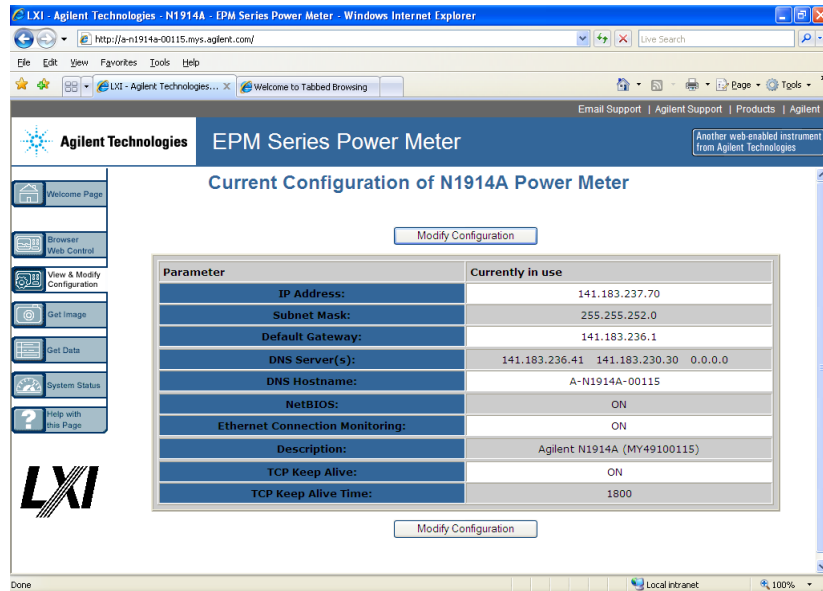 LXI - Agilent Technologies - N1914A - EPM Series Power Meter - Windows Internet Explorer
http://a-n1914a-00115.mys.agilent.com/
Live Search
File Edit View Favorites Tools Help
LXI - Agilent Technologies... X
Welcome to Tabbed Browsing
Page
Tools
Email Support | Agilent Support | Products | Agilent
Agilent Technologies
EPM Series Power Meter
Another web-enabled instrument
from Agilent Technologies
Welcome Page
Browser
Web Control
View & Modify
Configuration
Get Image
Get Data
System Status
Help with
this Page
LXI
Current Configuration of N1914A Power Meter
Modify Configuration
Parameter Currently in use
IP Address: 141.183.237.70
Subnet Mask: 255.255.252.0
Default Gateway: 141.183.236.1
DNS Server(s): 141.183.236.41 141.183.230.30 0.0.0.0
DNS Hostname: A-N1914A-00115
NetBIOS: ON
Ethernet Connection Monitoring: ON
Description: Agilent N1914A (MY49100115)
TCP Keep Alive: ON
TCP Keep Alive Time: 1800
Modify Configuration
Done
Local intranet
100%